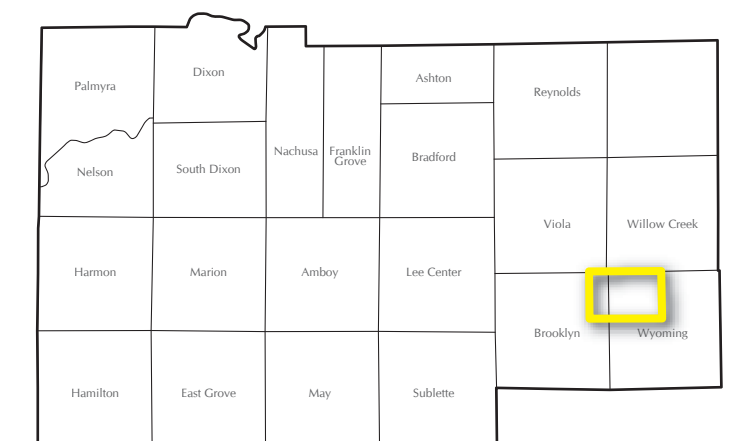 Dixon
Ashton
Palmyra
Reynolds
Nachusa
Franklin
Grove
Bradford
Nelson
South Dixon
Viola
Willow Creek
Harmon
Marion
Amboy
Lee Center
Brooklyn
Wyoming
Hamilton
East Grove
May
Sublette